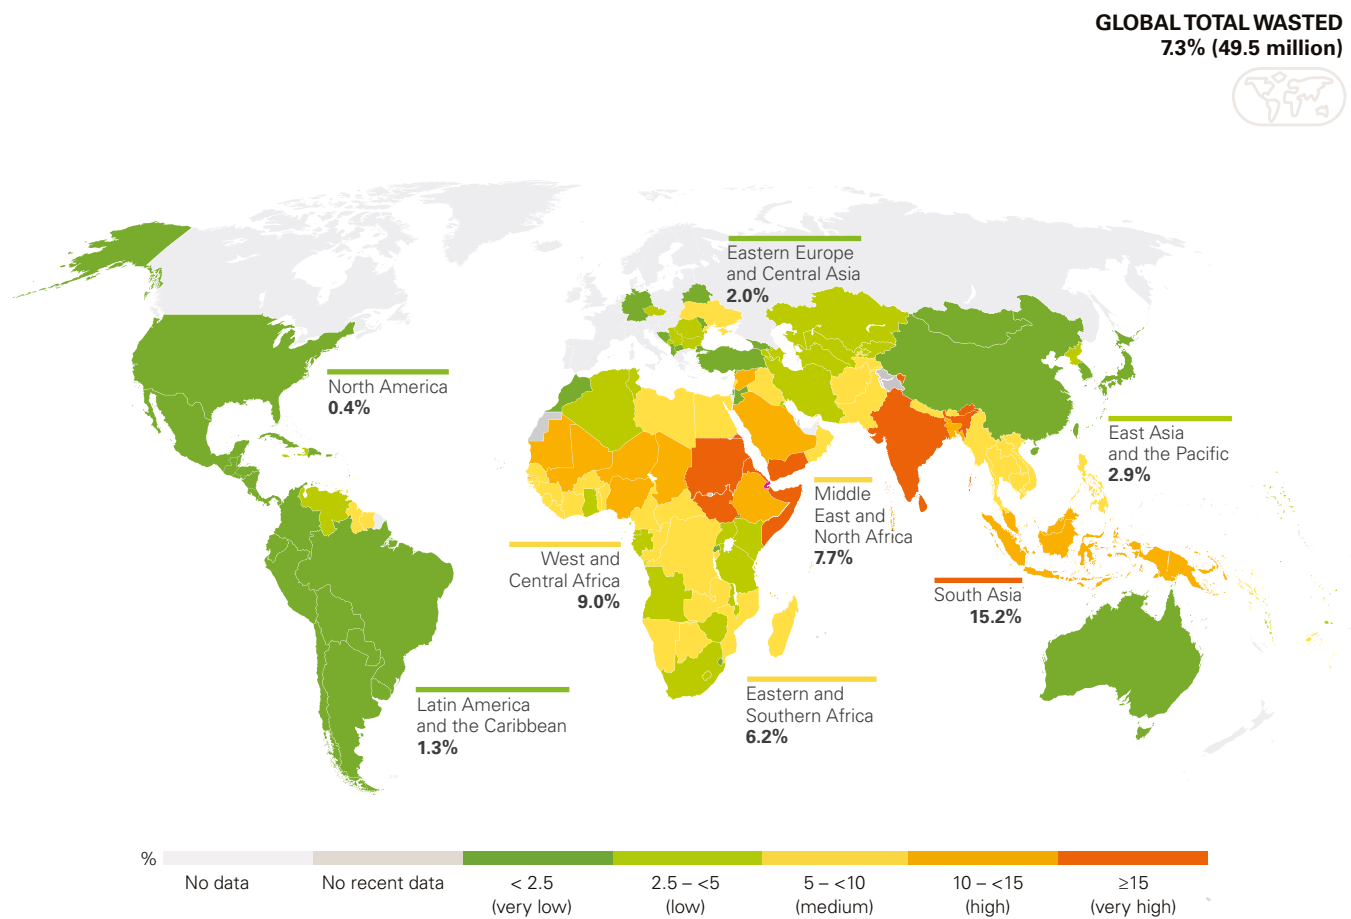 GLOBAL TOTAL WASTED
7.3% (49.5 million)
Eastern Europe
and Central Asia
2.0%
North America
0.4%
East Asia
and the Pacific
2.9%
Middle
East and
North Africa
7.7%
West and
Central Africa
9.0%
South Asia
15.2%
Eastern and
Southern Africa
6.2%
Latin America
and the Caribbean
1.3%
%
No data
No recent data
< 2.5
(very low)
2.5 – <5
(low)
5 – <10
(medium)
10 – <15
(high)
≥15
(very high)